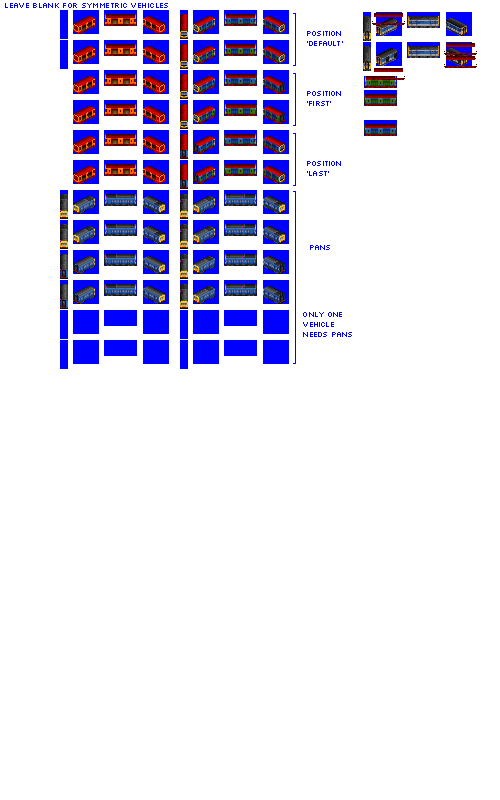 LEAVE BLANK FOR SYMMETRIC VEHICLES
POSITION
'DEFAULT'
POSITION
'FIRST'
POSITION
'LAST'
PANS
ONLY ONE
VEHICLE
NEEDS PANS